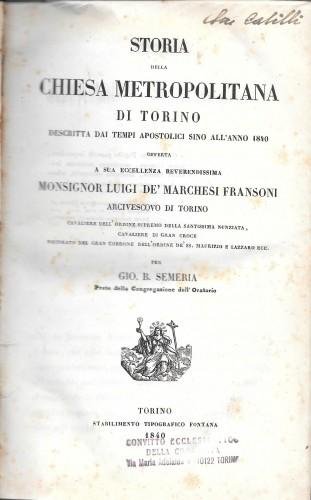 STORIA
DELLA
CHIESA METROPOLITANA
DI TORINO
DESCRITTA DAI TEMPI APOSTOLICI SINO ALL'ANNO 1840
OFFERTA
A SUA ECCELLENZA REVERENDISSIMA
MONSIGNOR LUIGI DE' MARCHESI FRANSONI
ARCIVESCOVO DI TORINO
CAVALIERE DELL'ORDINE SUPREMO DELLA SANTISSIMA NUNZIATA,
CAVALIERE DI GRAN CROCE
DECORATO DEL GRAN CORDONE DELL'ORDINE DE' SS. MAURIZIO E LAZZARO ECC.
PER
GIO. B. SEMERIA
Prete della Congregazione dell'Oratorio
TORINO
STABILIMENTO TIPOGRAFICO FONTANA
1840
CONVITTO ECCLES
DELLA
Via Maria Adelaide 10122 TORINO